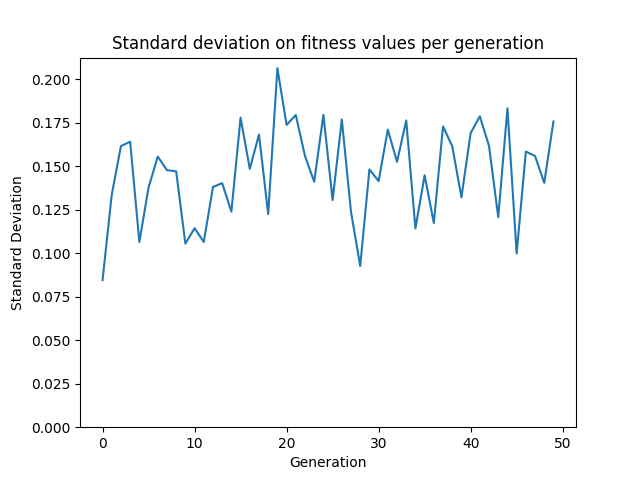 Standard deviation on fitness values per generation
0.200
0.175
0.150
0.125
0.100
0.075
0.050
0.025
0.000
Standard Deviation
0 10 20 30 40 50
Generation